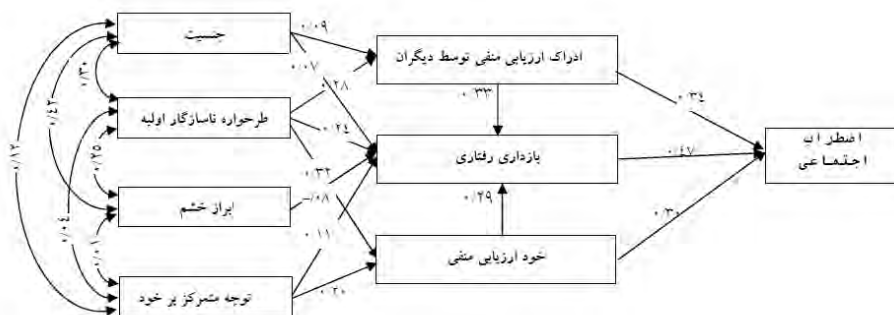 جنسیت
طرحواره ناسازگار اولیه
ابراز خشم
توجه متمرکز بر خود
ادراک ارزیابی منفی توسط دیگران
بازداری رفتاری
خود ارزیابی منفی
اضطراب
اجتماعی
۰/۰۹
۰/۰۷
۰/۲۸
۰/۲۴
۰/۳۲
-/۰۸
۰/۱۱
۰/۲۰
۰/۳۳
۰/۲۹
۰/۳۴
۰/۴۷
۰/۳۰
۰/۳۰
۰/۴۲
۰/۲۵
۰/۱۲
۰/۰۴
۰/۰۱